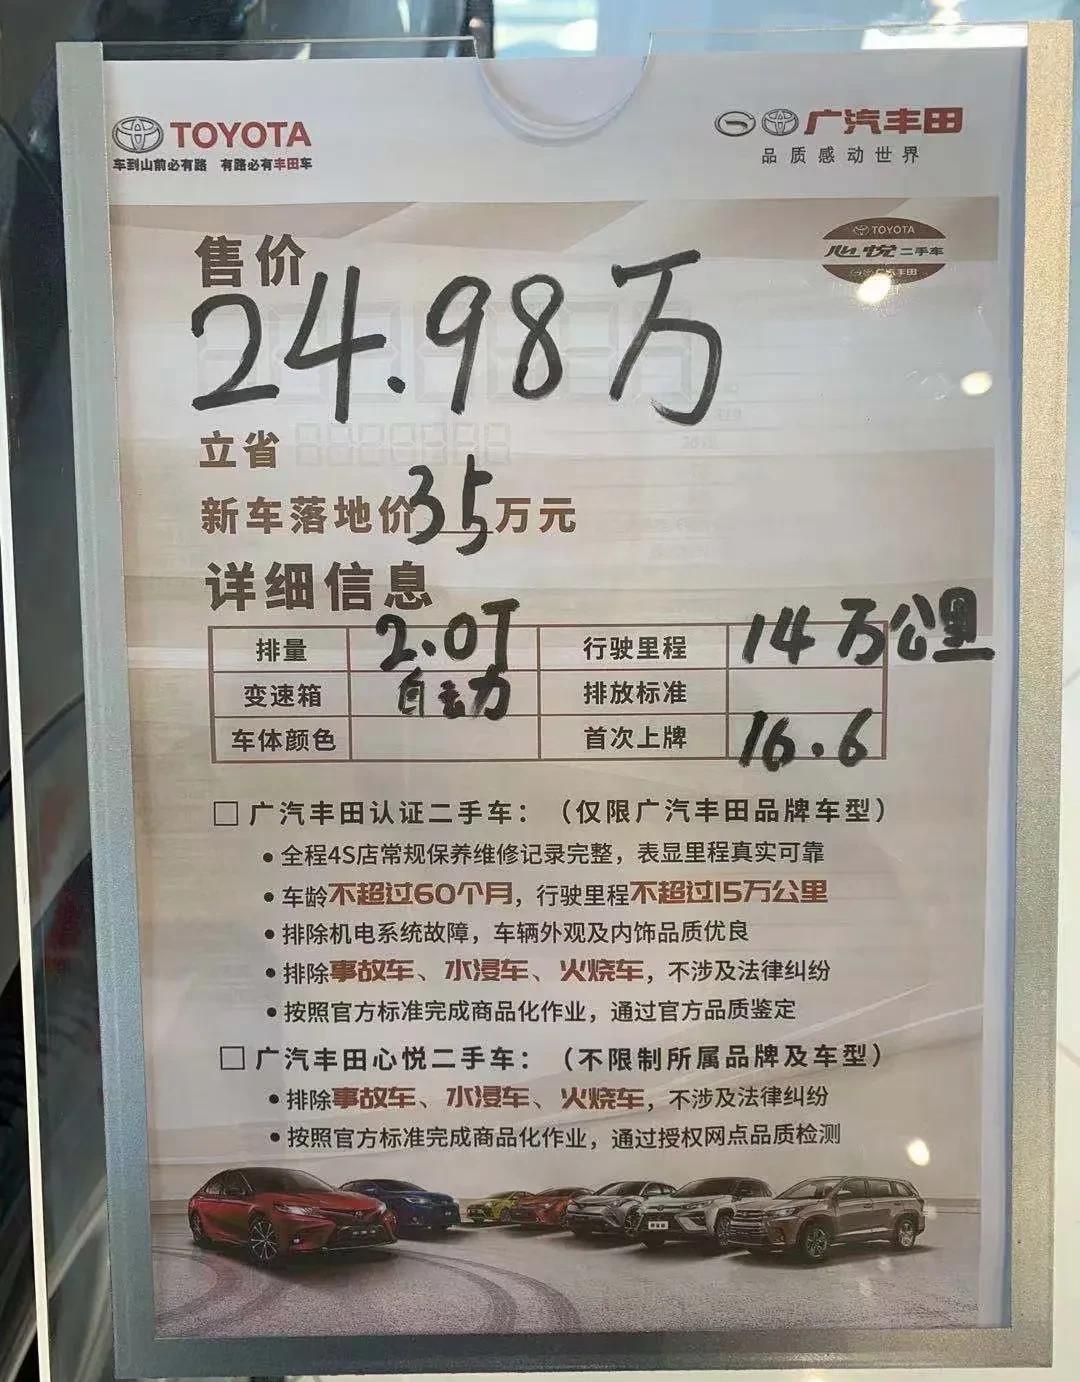 TOYOTA
车到山前必有路 有路必有丰田车
广汽丰田
品质感动世界
TOYOTA
心悦二手车
广汽丰田
售价
24.98万
立省
新车落地价35万元
详细信息
排量 2.0T 行驶里程 14万公里
变速箱 自动 排放标准
车体颜色 首次上牌 16.6
□ 广汽丰田认证二手车：（仅限广汽丰田品牌车型）
• 全程4S店常规保养维修记录完整，表显里程真实可靠
• 车龄不超过60个月，行驶里程不超过15万公里
• 排除机电系统故障，车辆外观及内饰品质优良
• 排除事故车、水浸车、火烧车，不涉及法律纠纷
• 按照官方标准完成商品化作业，通过官方品质鉴定
□ 广汽丰田心悦二手车：（不限制所属品牌及车型）
• 排除事故车、水浸车、火烧车，不涉及法律纠纷
• 按照官方标准完成商品化作业，通过授权网点品质检测